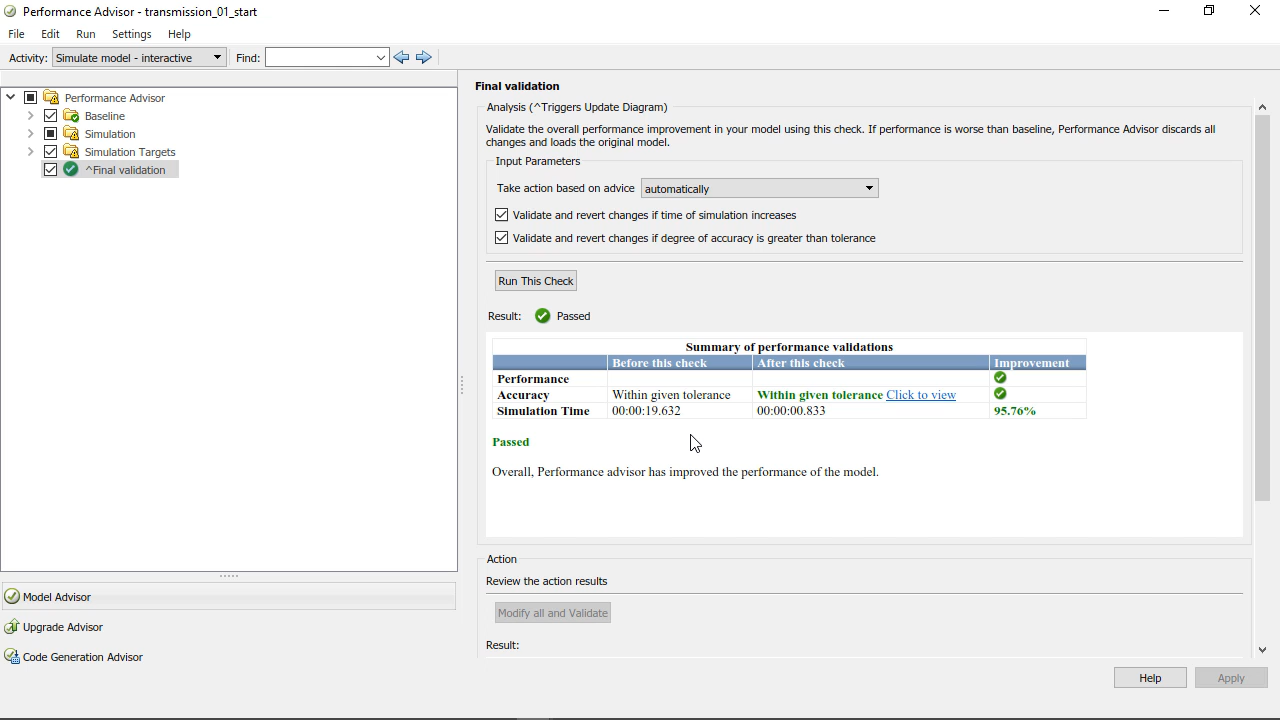 Performance Advisor - transmission_01_start
File Edit Run Settings Help
Activity: Simulate model - interactive Find:
Performance Advisor
Baseline
Simulation
Simulation Targets
^Final validation
Model Advisor
Upgrade Advisor
Code Generation Advisor
Final validation
Analysis (^Triggers Update Diagram)
Validate the overall performance improvement in your model using this check. If performance is worse than baseline, Performance Advisor discards all
changes and loads the original model.
Input Parameters
Take action based on advice automatically
Validate and revert changes if time of simulation increases
Validate and revert changes if degree of accuracy is greater than tolerance
Run This Check
Result: Passed
Summary of performance validations
Before this check After this check Improvement
Performance
Accuracy Within given tolerance Within given tolerance Click to view
Simulation Time 00:00:19.632 00:00:00.833 95.76%
Passed
Overall, Performance advisor has improved the performance of the model.
Action
Review the action results
Modify all and Validate
Result:
Help Apply